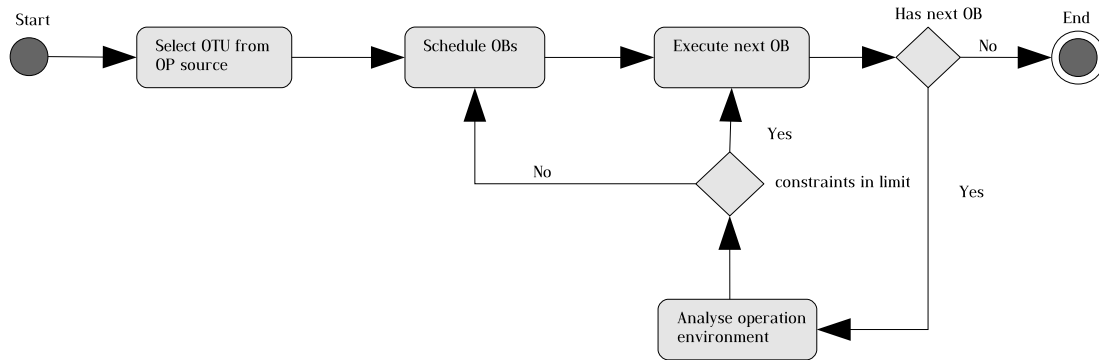 Start
Select OTU from
OP source
Schedule OBs
Execute next OB
Has next OB
No
End
Yes
No
constraints in limit
Yes
Analyse operation
environment